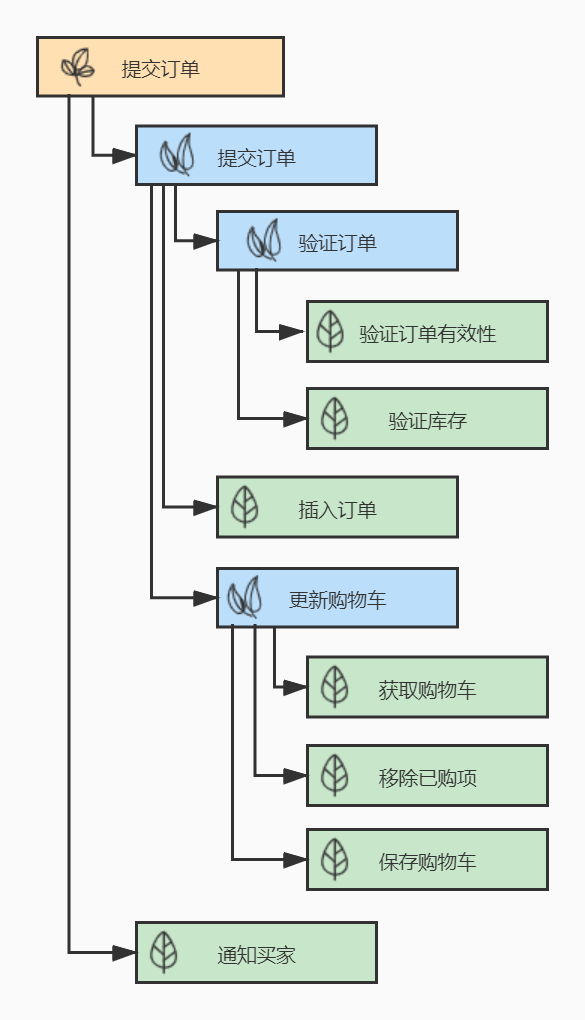 提交订单
提交订单
验证订单
验证订单有效性
验证库存
插入订单
更新购物车
获取购物车
移除已购项
保存购物车
通知买家